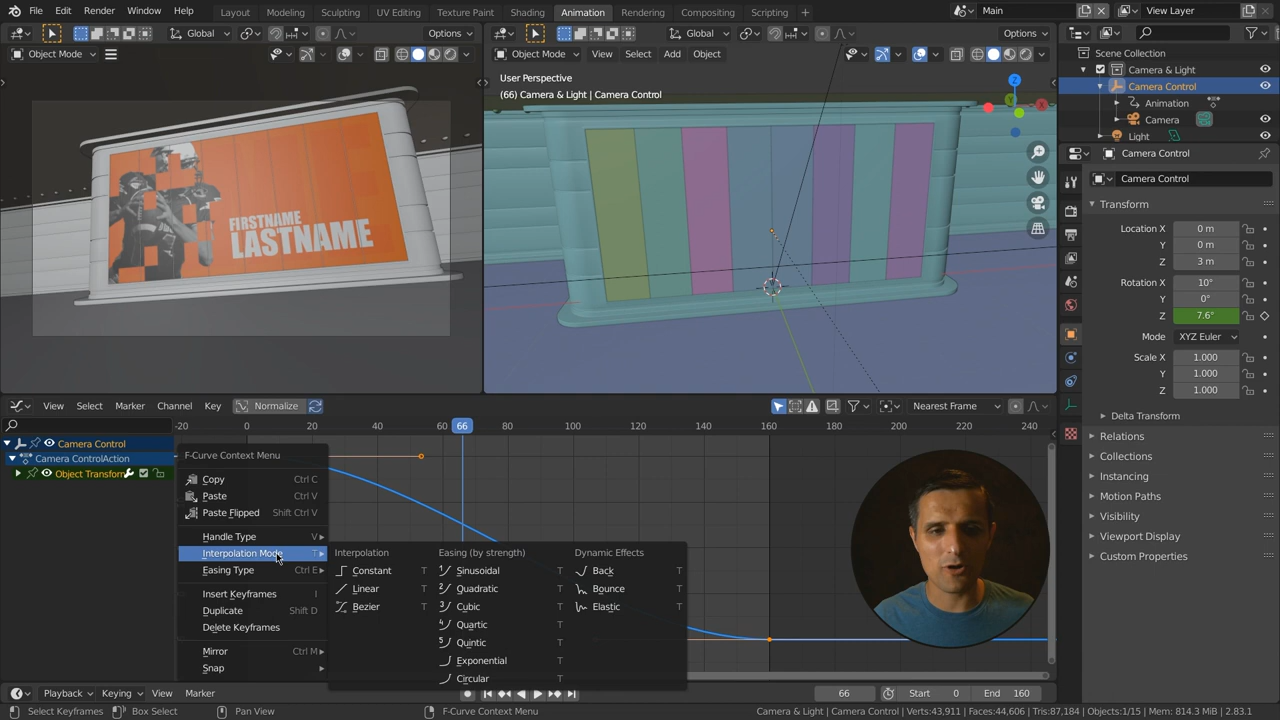 File Edit Render Window Help Layout Modeling Sculpting UV Editing Texture Paint Shading Animation Rendering Compositing Scripting Main View Layer
Global Options
Object Mode
Global Options
Object Mode View Select Add Object
User Perspective
(66) Camera & Light | Camera Control
Z
Y
X
FIRSTNAME
LASTNAME
Scene Collection
Camera & Light
Camera Control
Animation
Camera
Light
Camera Control
Camera Control
Transform
Location X 0 m
Y 0 m
Z 3 m
Rotation X 10°
Y 0°
Z 7.6°
Mode XYZ Euler
Scale X 1.000
Y 1.000
Z 1.000
Delta Transform
Relations
Collections
Instancing
Motion Paths
Visibility
Viewport Display
Custom Properties
View Select Marker Channel Key Normalize Nearest Frame
-20 0 20 40 60 66 80 100 120 140 160 180 200 220 240
Camera Control
Camera ControlAction
Object Transform
F-Curve Context Menu
Copy Ctrl C
Paste Ctrl V
Paste Flipped Shift Ctrl V
Handle Type V
Interpolation Mode T
Easing Type Ctrl E
Insert Keyframes I
Duplicate Shift D
Delete Keyframes
Mirror Ctrl M
Snap
Interpolation Easing (by strength) Dynamic Effects
Constant T Sinusoidal T Back T
Linear T Quadratic T Bounce T
Bezier T Cubic T Elastic T
Quartic T
Quintic T
Exponential T
Circular T
Playback Keying View Marker 66 Start 0 End 160
Select Keyframes Box Select Pan View F-Curve Context Menu Camera & Light | Camera Control | Verts:43,911 | Faces:44,606 | Tris:87,184 | Objects:1/15 | Mem: 814.3 MiB | 2.83.1